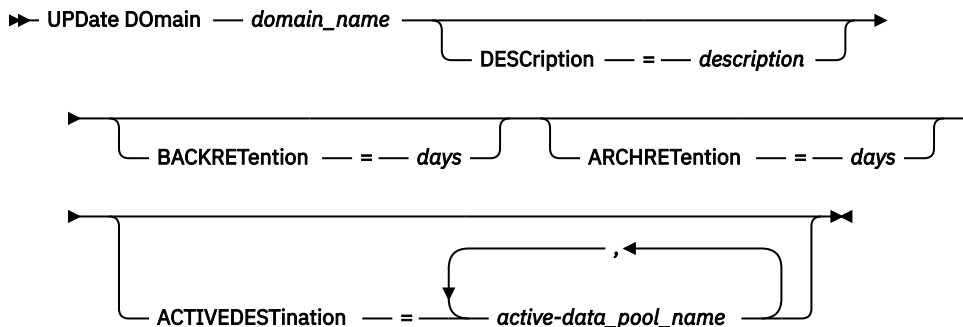 UPDate DOmain domain_name
DESCription = description
BACKRETention = days ARCHRETention = days
,
ACTIVEDESTination = active-data_pool_name